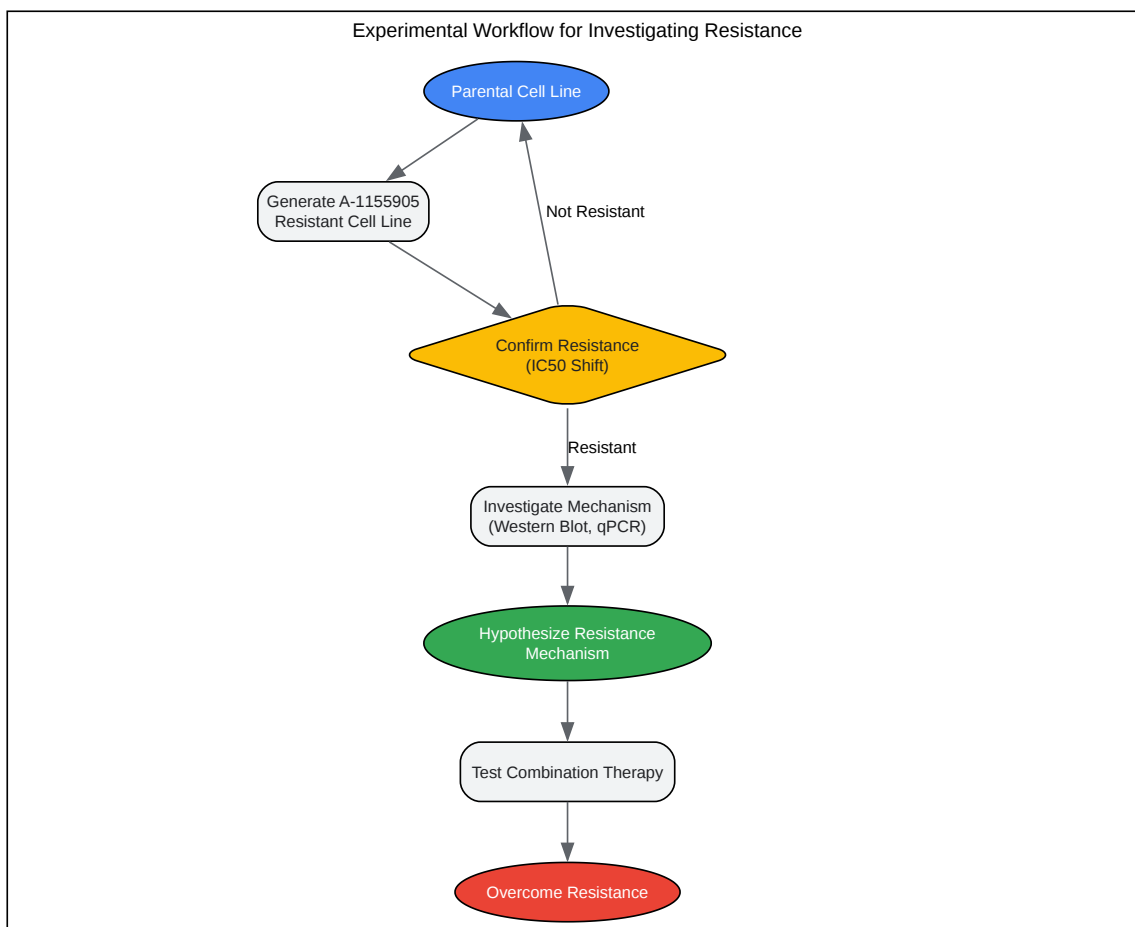 Experimental Workflow for Investigating Resistance
Parental Cell Line
Generate A-1155905
Resistant Cell Line
Not Resistant
Confirm Resistance
(IC50 Shift)
Resistant
Investigate Mechanism
(Western Blot, qPCR)
Hypothesize Resistance
Mechanism
Test Combination Therapy
Overcome Resistance